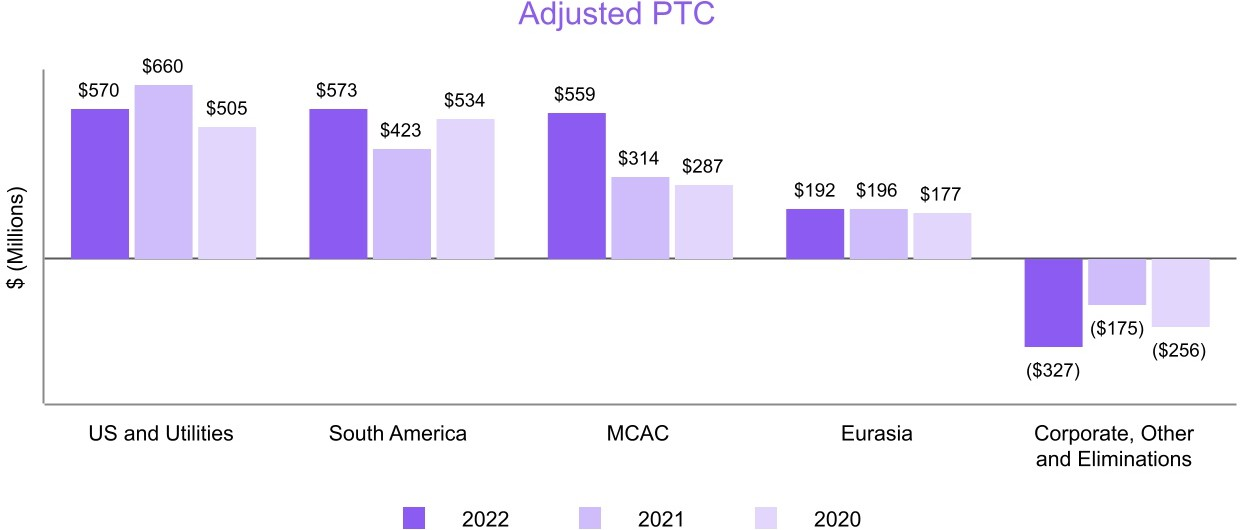 Adjusted PTC
$ (Millions)
$570
$660
$505
$573
$423
$534
$559
$314
$287
$192
$196
$177
($327)
($175)
($256)
US and Utilities
South America
MCAC
Eurasia
Corporate, Other
and Eliminations
2022
2021
2020